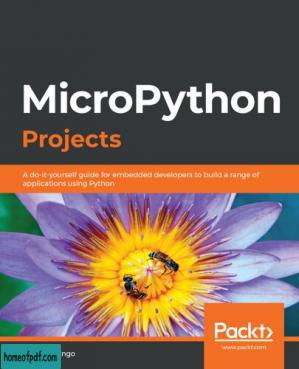 MicroPython
Projects
A do-it-yourself guide for embedded developers to build a range of
applications using Python
Packt>
www.packt.com
ngo
homeofpdf.com